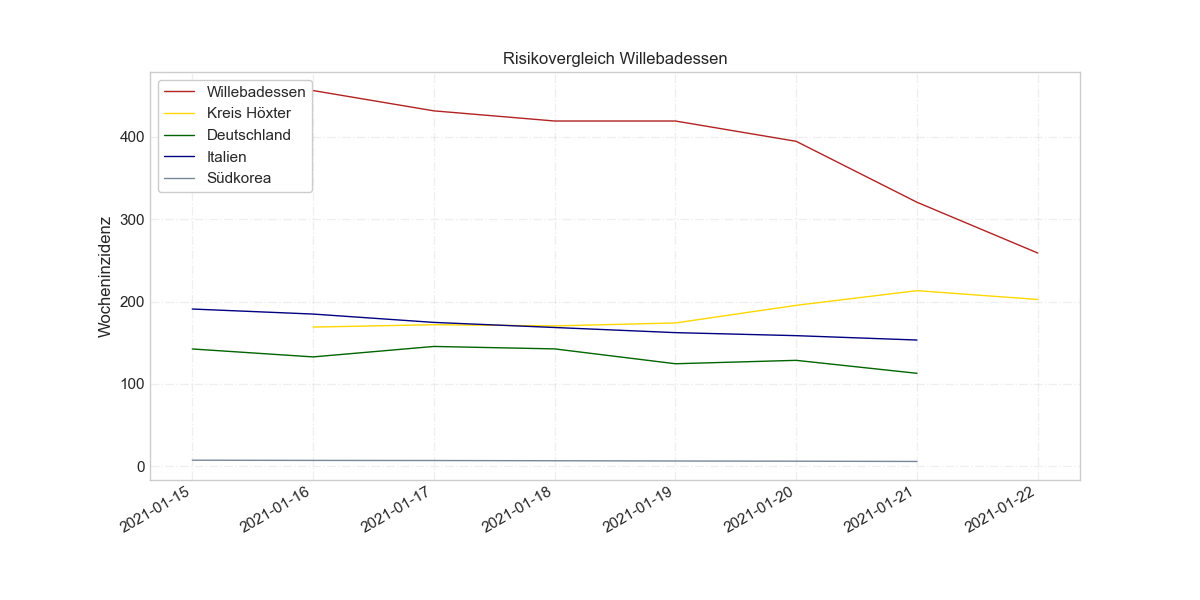 Risikovergleich Willebadessen
Willebadessen
Kreis Höxter
Deutschland
Italien
Südkorea
Wocheninzidenz
400
300
200
100
0
2021-01-15
2021-01-16
2021-01-17
2021-01-18
2021-01-19
2021-01-20
2021-01-21
2021-01-22